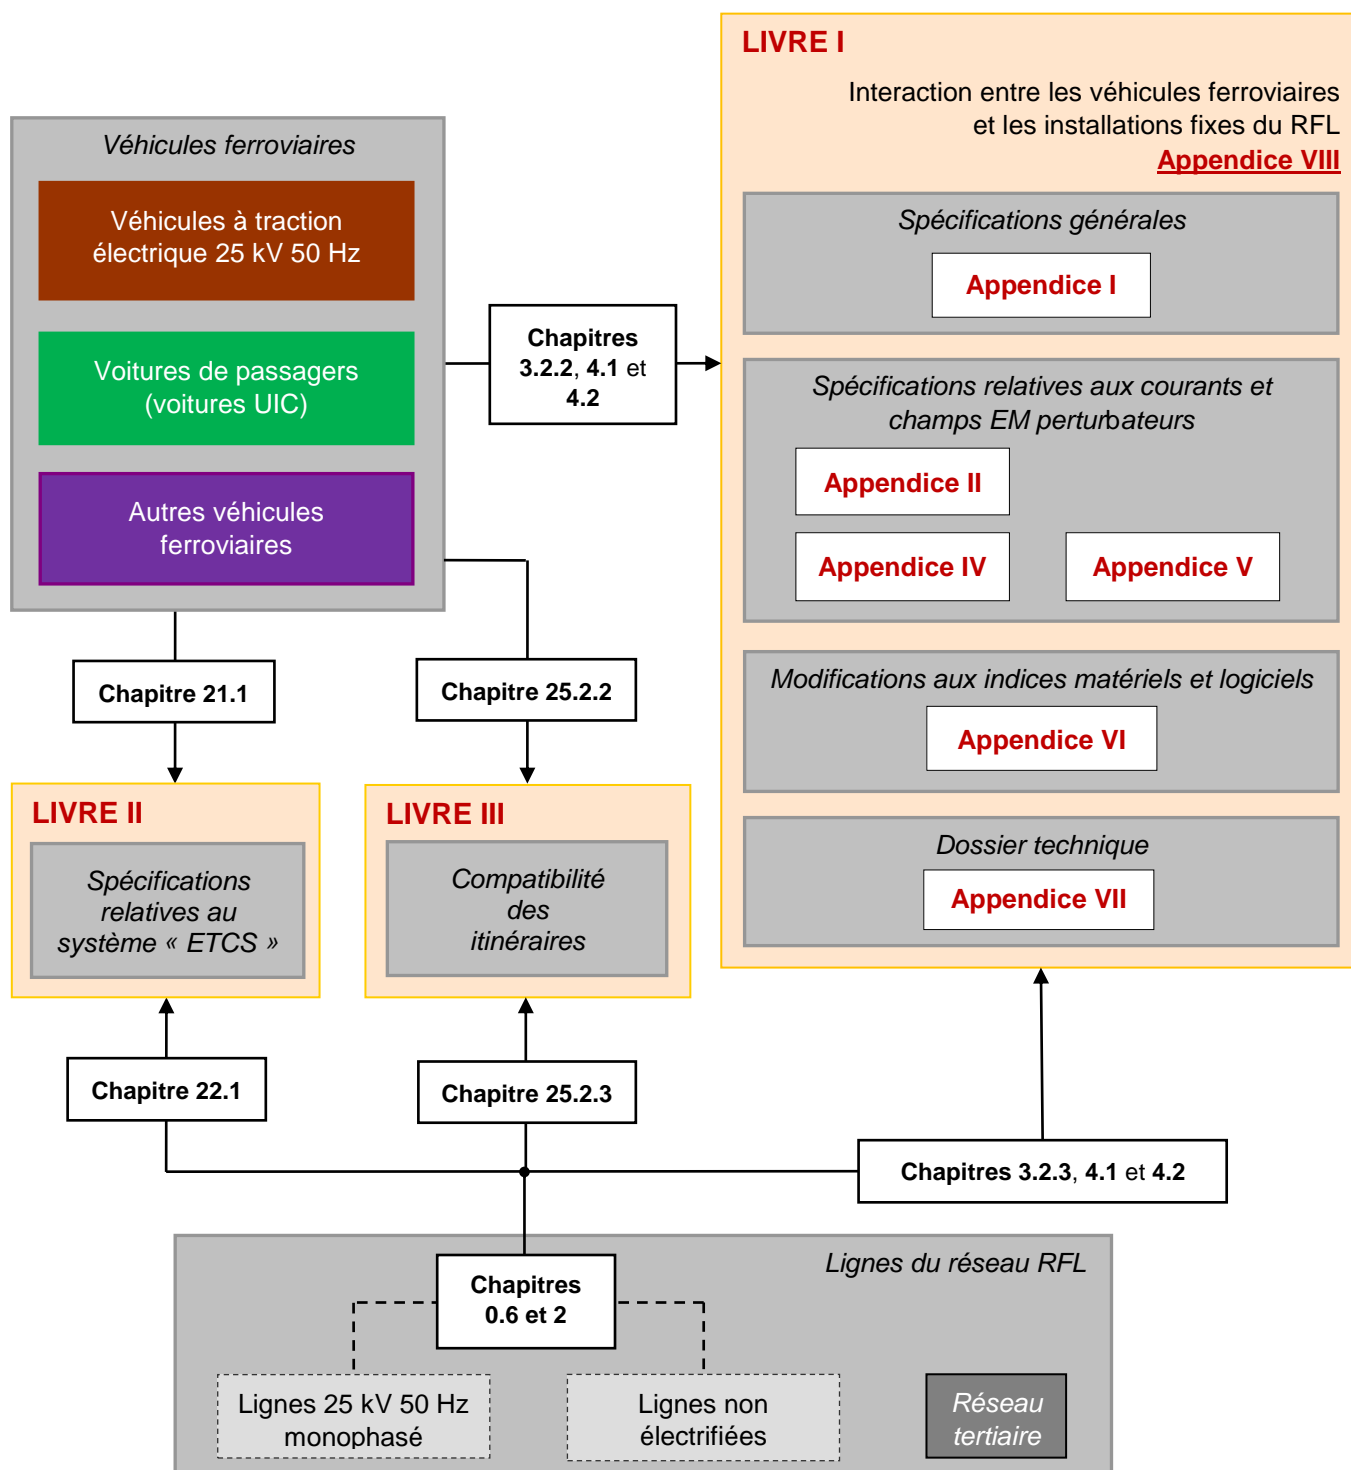 LIVRE I
Interaction entre les véhicules ferroviaires
et les installations fixes du RFL
Appendice VIII
Véhicules ferroviaires
Véhicules à traction
électrique 25 kV 50 Hz
Voitures de passagers
(voitures UIC)
Autres véhicules
ferroviaires
Chapitres
3.2.2, 4.1 et
4.2
Spécifications générales
Appendice I
Spécifications relatives aux courants et
champs EM perturbateurs
Appendice II
Appendice IV
Appendice V
Modifications aux indices matériels et logiciels
Appendice VI
Dossier technique
Appendice VII
Chapitre 21.1
Chapitre 25.2.2
LIVRE II
Spécifications
relatives au
système « ETCS »
LIVRE III
Compatibilité
des
itinéraires
Chapitre 22.1
Chapitre 25.2.3
Chapitres 3.2.3, 4.1 et 4.2
Lignes du réseau RFL
Chapitres
0.6 et 2
Lignes 25 kV 50 Hz
monophasé
Lignes non
électrifiées
Réseau
tertiaire